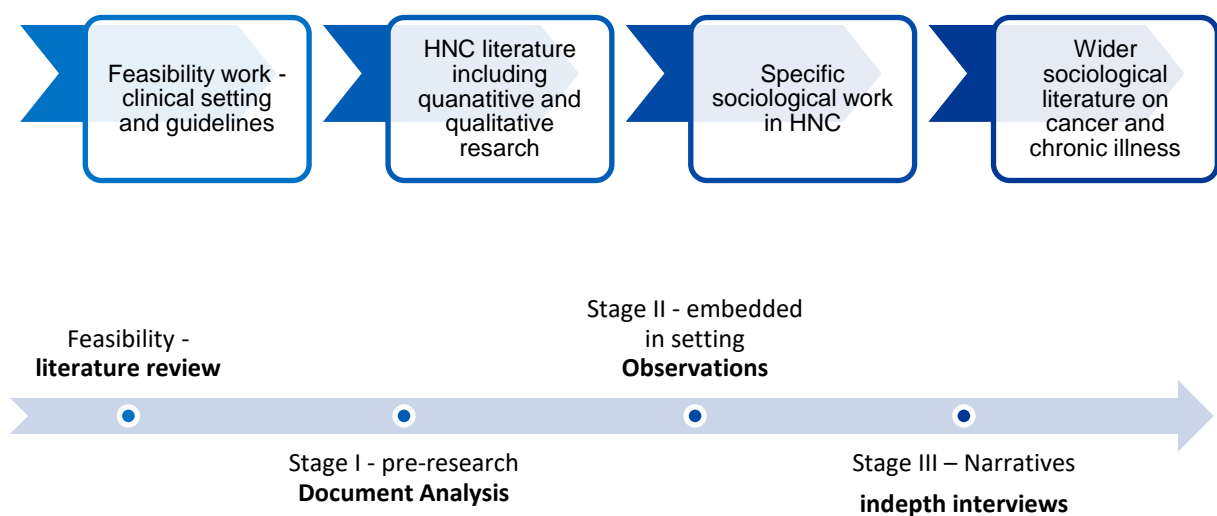 Feasibility work -
clinical setting
and guidelines
HNC literature
including
quanatitive and
qualitative
resarch
Specific
sociological work
in HNC
Wider
sociological
literature on
cancer and
chronic illness
Feasibility -
literature review
Stage I - pre-research
Document Analysis
Stage II - embedded
in setting
Observations
Stage III – Narratives
indepth interviews